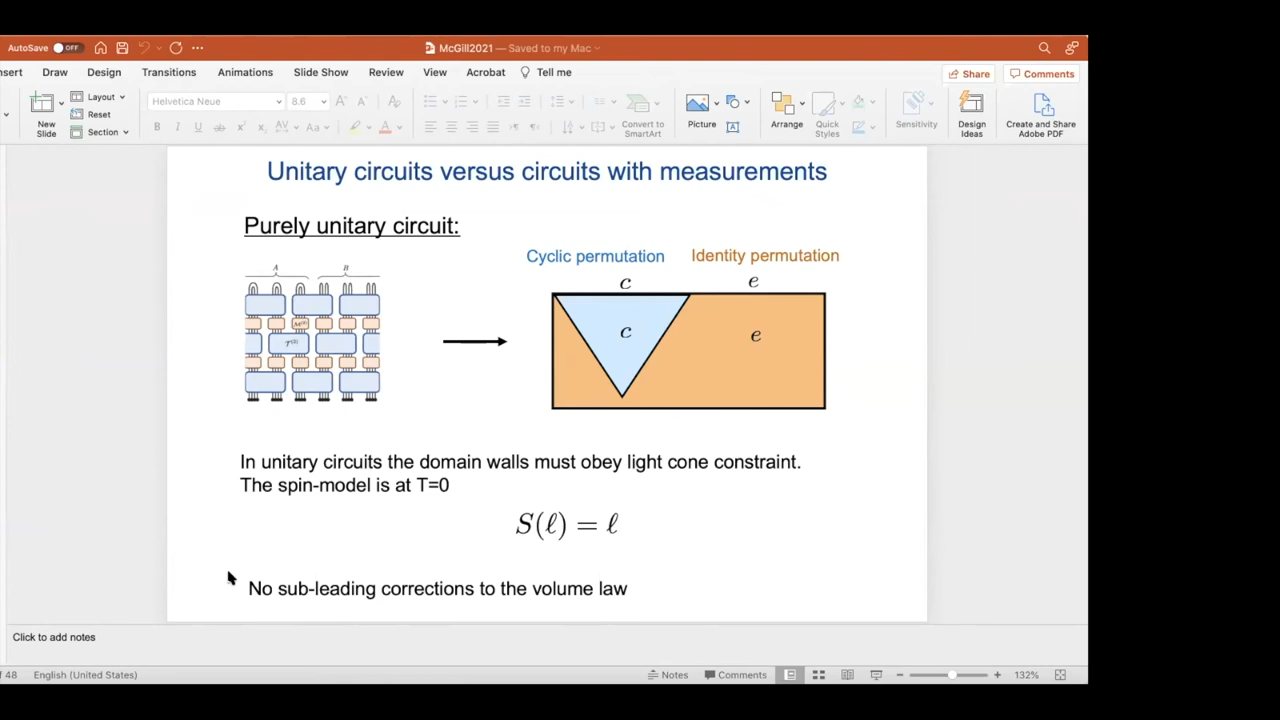 AutoSave OFF
McGill2021 — Saved to my Mac
nsert Draw Design Transitions Animations Slide Show Review View Acrobat Tell me
Share Comments
New Slide
Layout
Reset
Section
Helvetica Neue 8.6
Convert to SmartArt
Picture
Arrange
Quick Styles
Sensitivity
Design Ideas
Create and Share Adobe PDF
Unitary circuits versus circuits with measurements
Purely unitary circuit:
Cyclic permutation Identity permutation
A B
c e
c e
In unitary circuits the domain walls must obey light cone constraint.
The spin-model is at T=0
S(ℓ) = ℓ
No sub-leading corrections to the volume law
Click to add notes
of 48 English (United States)
Notes Comments 132%